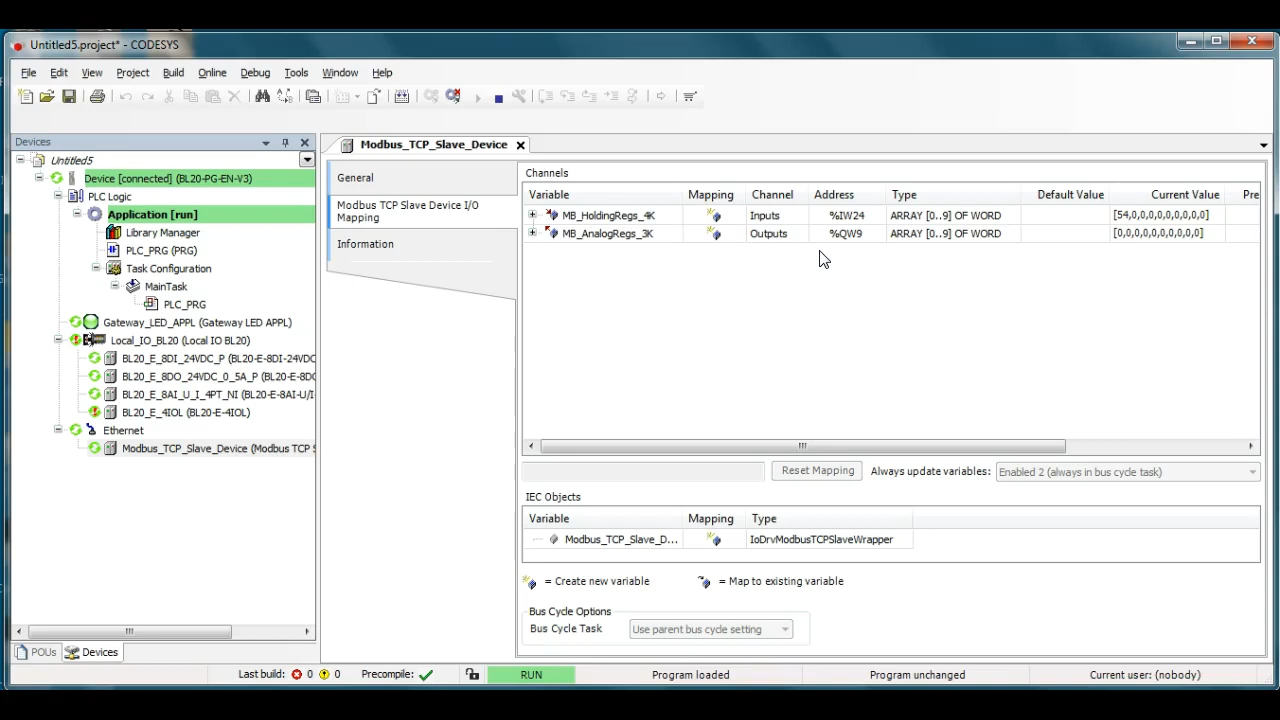 Untitled5.project* - CODESYS
File Edit View Project Build Online Debug Tools Window Help
Devices
Untitled5
Device [connected] (BL20-PG-EN-V3)
PLC Logic
Application [run]
Library Manager
PLC_PRG (PRG)
Task Configuration
MainTask
PLC_PRG
Gateway_LED_APPL (Gateway LED APPL)
Local_IO_BL20 (Local IO BL20)
BL20_E_8DI_24VDC_P (BL20-E-8DI-24VDC
BL20_E_8DO_24VDC_0_5A_P (BL20-E-8DO
BL20_E_8AI_U_I_4PT_NI (BL20-E-8AI-U/I-
BL20_E_4IOL (BL20-E-4IOL)
Ethernet
Modbus_TCP_Slave_Device (Modbus TCP S
POUs Devices
Modbus_TCP_Slave_Device
General
Modbus TCP Slave Device I/O
Mapping
Information
Channels
Variable Mapping Channel Address Type Default Value Current Value Pre
MB_HoldingRegs_4K Inputs %IW24 ARRAY [0..9] OF WORD [54,0,0,0,0,0,0,0,0,0]
MB_AnalogRegs_3K Outputs %QW9 ARRAY [0..9] OF WORD [0,0,0,0,0,0,0,0,0,0]
Reset Mapping Always update variables: Enabled 2 (always in bus cycle task)
IEC Objects
Variable Mapping Type
Modbus_TCP_Slave_D... IoDrvModbusTCPSlaveWrapper
= Create new variable = Map to existing variable
Bus Cycle Options
Bus Cycle Task Use parent bus cycle setting
Last build: 0 0 Precompile: RUN Program loaded Program unchanged Current user: (nobody)